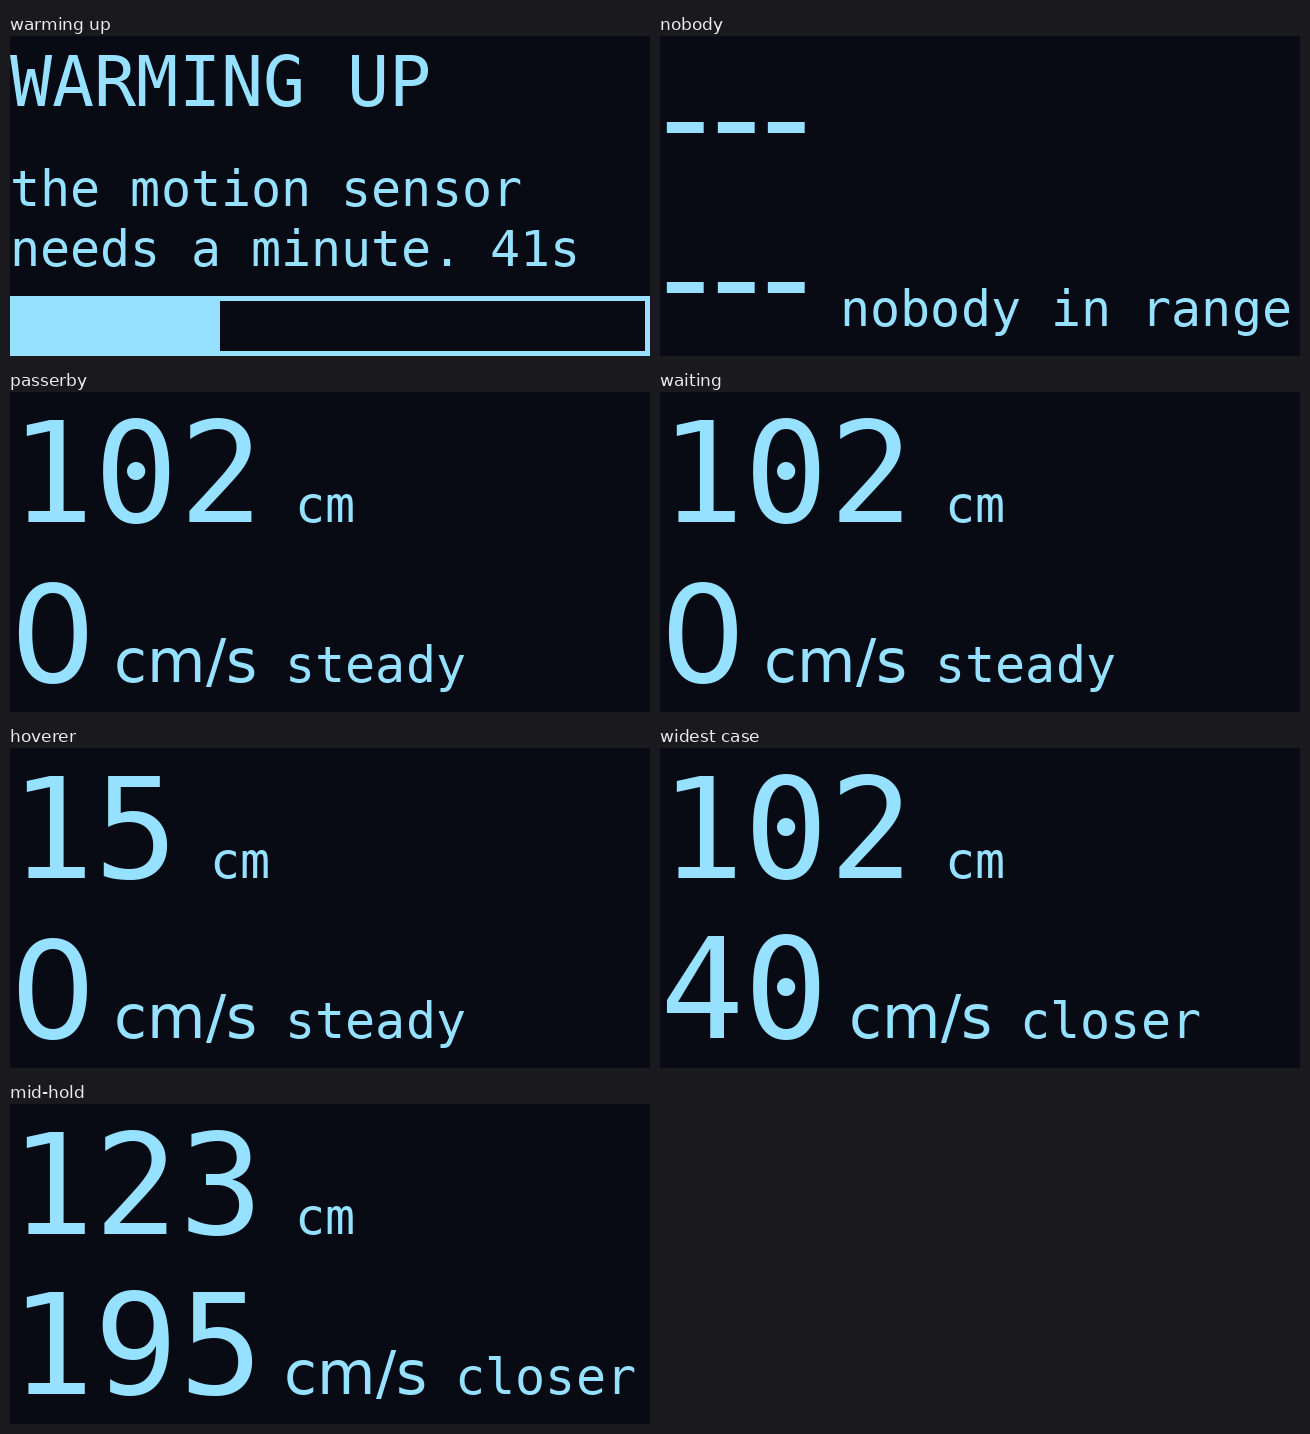 warming up
WARMING UP
the motion sensor
needs a minute. 41s
nobody
---
--- nobody in range
passerby
102 cm
0 cm/s steady
waiting
102 cm
0 cm/s steady
hoverer
15 cm
0 cm/s steady
widest case
102 cm
40 cm/s closer
mid-hold
123 cm
195 cm/s closer